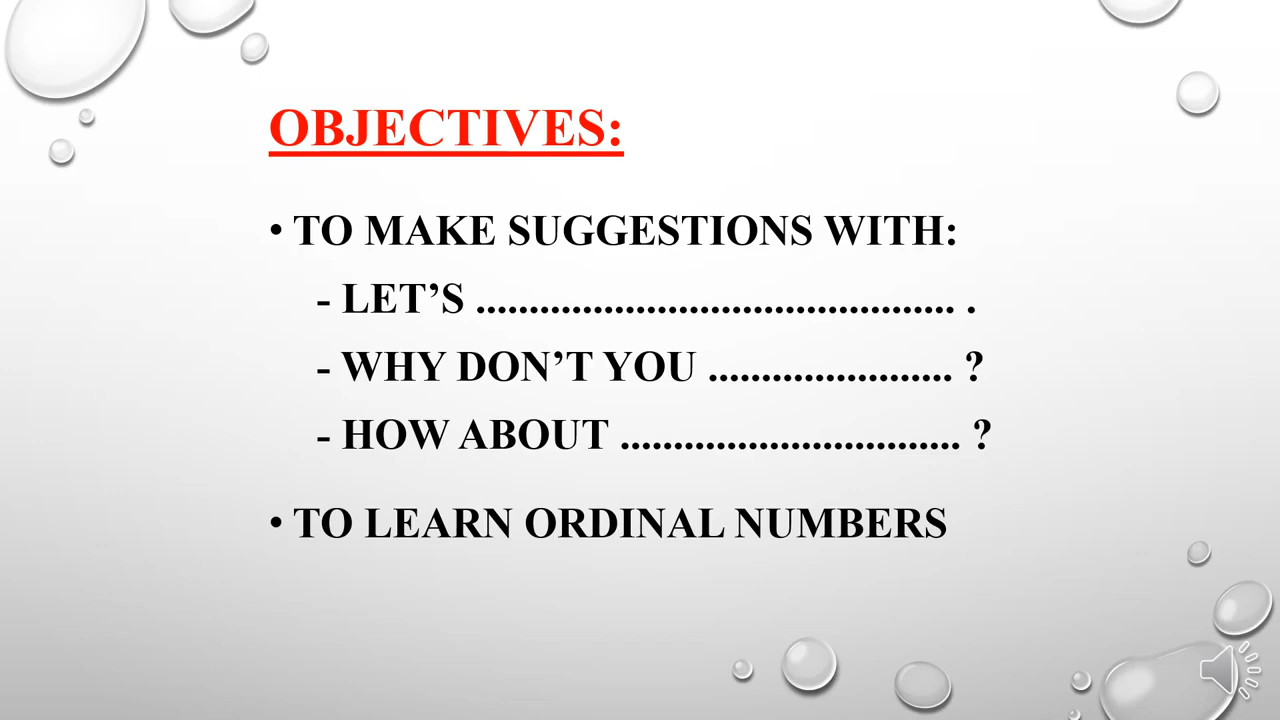 OBJECTIVES:
• TO MAKE SUGGESTIONS WITH:
- LET’S ............................................. .
- WHY DON’T YOU ....................... ?
- HOW ABOUT ................................ ?
• TO LEARN ORDINAL NUMBERS